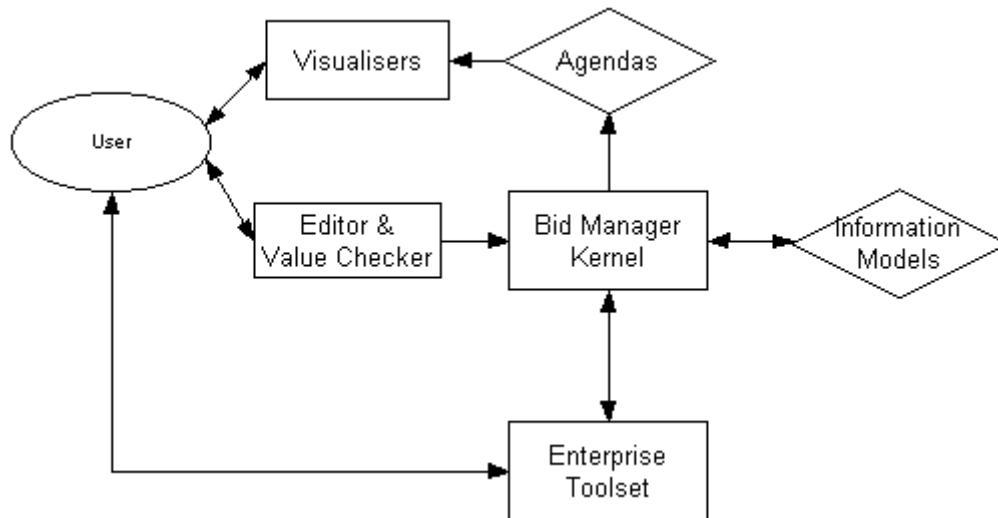 Visualisers
Agendas
User
Editor &
Value Checker
Bid Manager
Kernel
Information
Models
Enterprise
Toolset